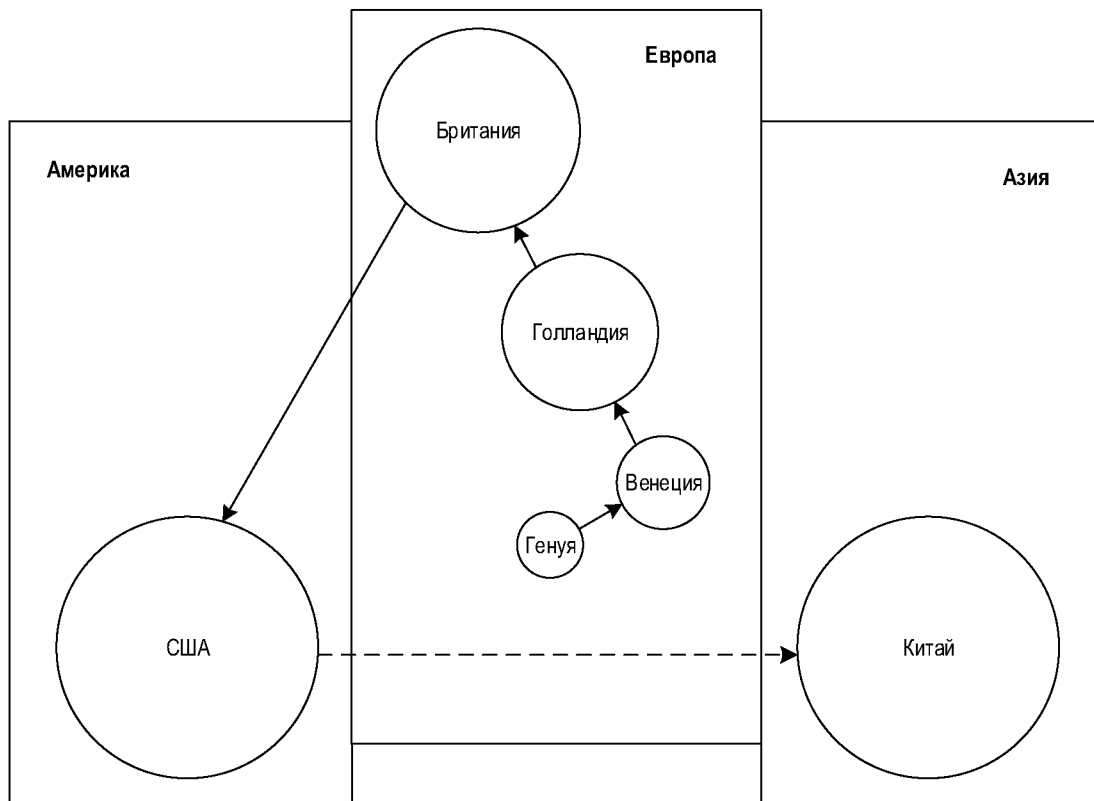 Европа
Британия
Америка
Азия
Голландия
Венеция
Генуя
США
Китай